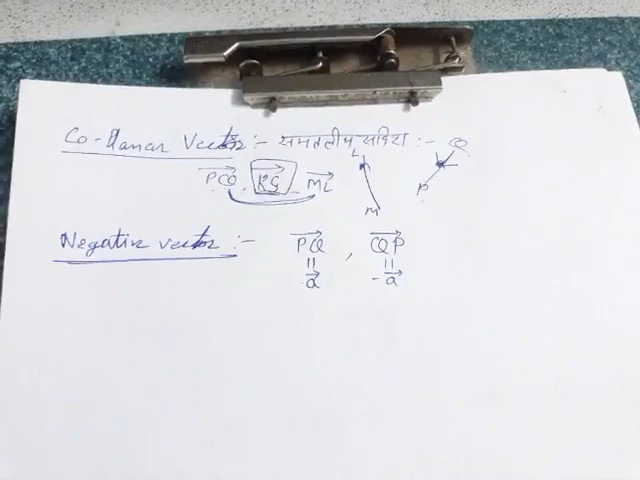 Co-planar Vector:- समतलीय सदिश :-
PQ, RS, ML
L
M
Q
P
Negative vector :- PQ , QP
= =
a -a